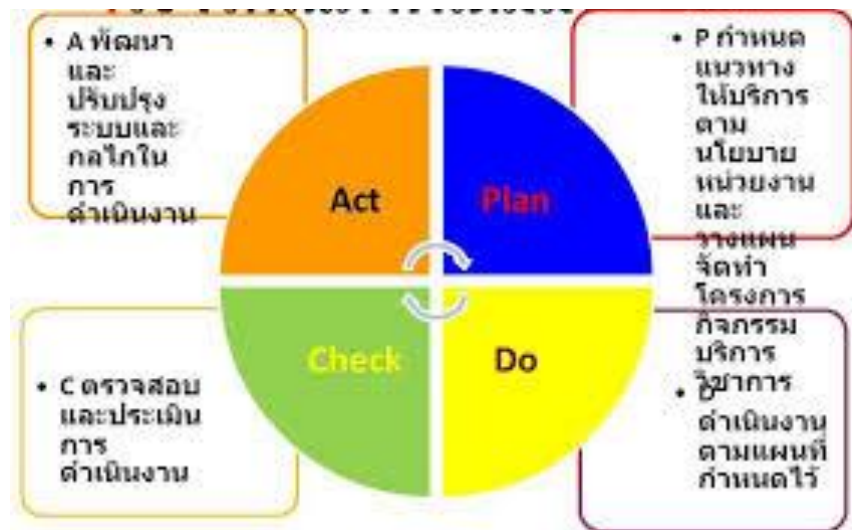 • A พัฒนา
และ
ปรับปรุง
ระบบและ
กลไกใน
การ
ดำเนินงาน
Act
Plan
• P กำหนด
แนวทาง
ให้บริการ
ตาม
นโยบาย
หน่วยงาน
และ
วางแผน
จัดทำ
โครงการ
กิจกรรม
บริการ
วิชาการ
Check
Do
• C ตรวจสอบ
และประเมิน
การ
ดำเนินงาน
• D
ดำเนินงาน
ตามแผนที่
กำหนดไว้